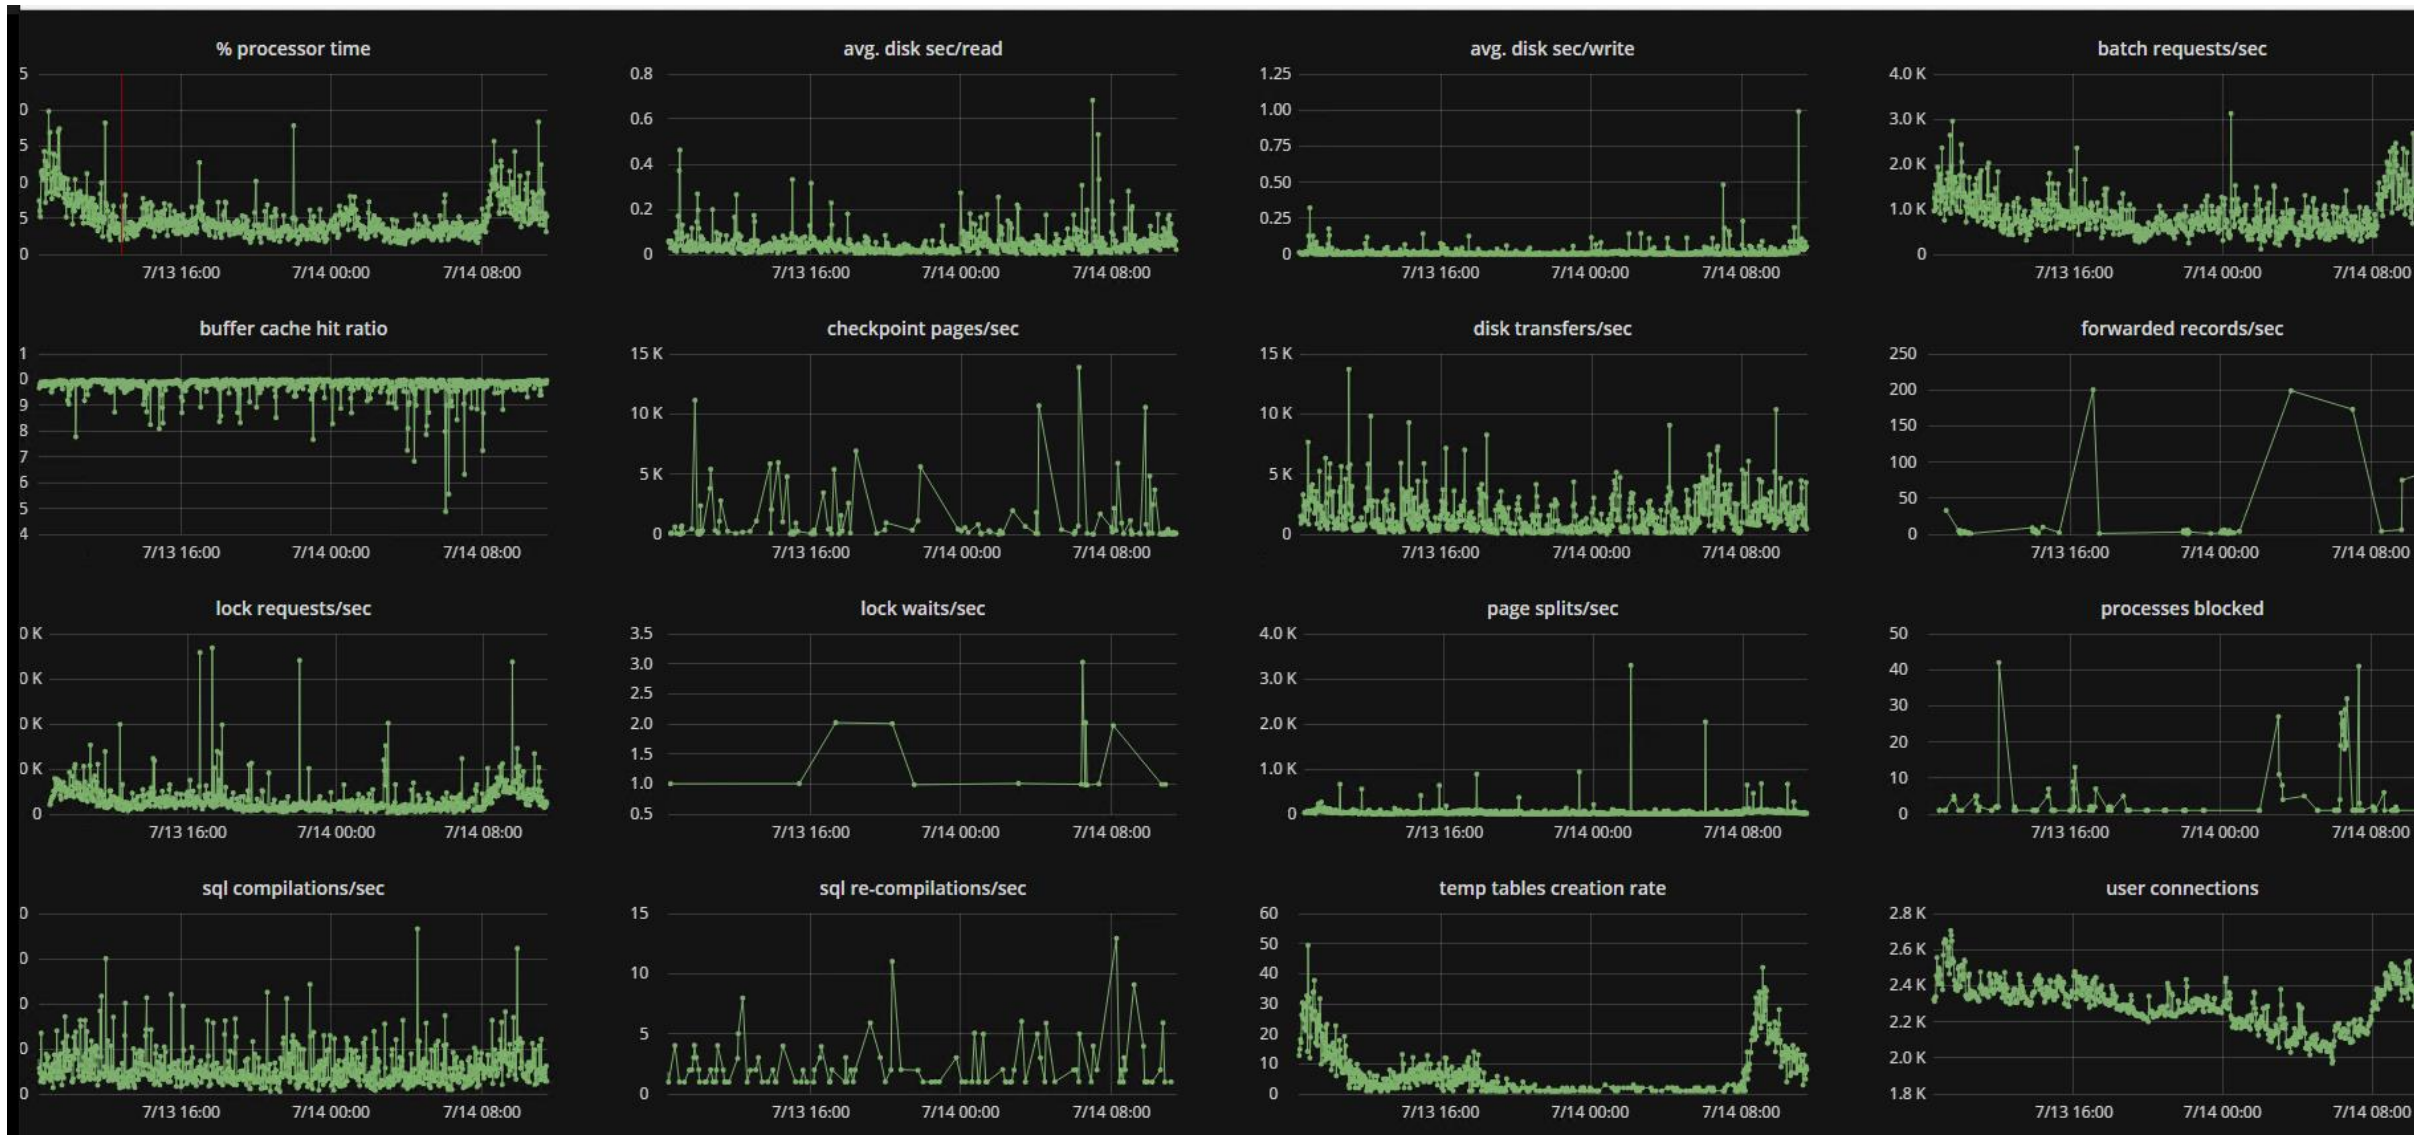 % processor time
5
0
5
0
5
0
7/13 16:00 7/14 00:00 7/14 08:00
avg. disk sec/read
0.8
0.6
0.4
0.2
0
7/13 16:00 7/14 00:00 7/14 08:00
avg. disk sec/write
1.25
1.00
0.75
0.50
0.25
0
7/13 16:00 7/14 00:00 7/14 08:00
batch requests/sec
4.0 K
3.0 K
2.0 K
1.0 K
0
7/13 16:00 7/14 00:00 7/14 08:00
buffer cache hit ratio
1
0
9
8
7
6
5
4
7/13 16:00 7/14 00:00 7/14 08:00
checkpoint pages/sec
15 K
10 K
5 K
0
7/13 16:00 7/14 00:00 7/14 08:00
disk transfers/sec
15 K
10 K
5 K
0
7/13 16:00 7/14 00:00 7/14 08:00
forwarded records/sec
250
200
150
100
50
0
7/13 16:00 7/14 00:00 7/14 08:00
lock requests/sec
0 K
0 K
0 K
0 K
0
7/13 16:00 7/14 00:00 7/14 08:00
lock waits/sec
3.5
3.0
2.5
2.0
1.5
1.0
0.5
7/13 16:00 7/14 00:00 7/14 08:00
page splits/sec
4.0 K
3.0 K
2.0 K
1.0 K
0
7/13 16:00 7/14 00:00 7/14 08:00
processes blocked
50
40
30
20
10
0
7/13 16:00 7/14 00:00 7/14 08:00
sql compilations/sec
0
0
0
0
0
7/13 16:00 7/14 00:00 7/14 08:00
sql re-compilations/sec
15
10
5
0
7/13 16:00 7/14 00:00 7/14 08:00
temp tables creation rate
60
50
40
30
20
10
0
7/13 16:00 7/14 00:00 7/14 08:00
user connections
2.8 K
2.6 K
2.4 K
2.2 K
2.0 K
1.8 K
7/13 16:00 7/14 00:00 7/14 08:00